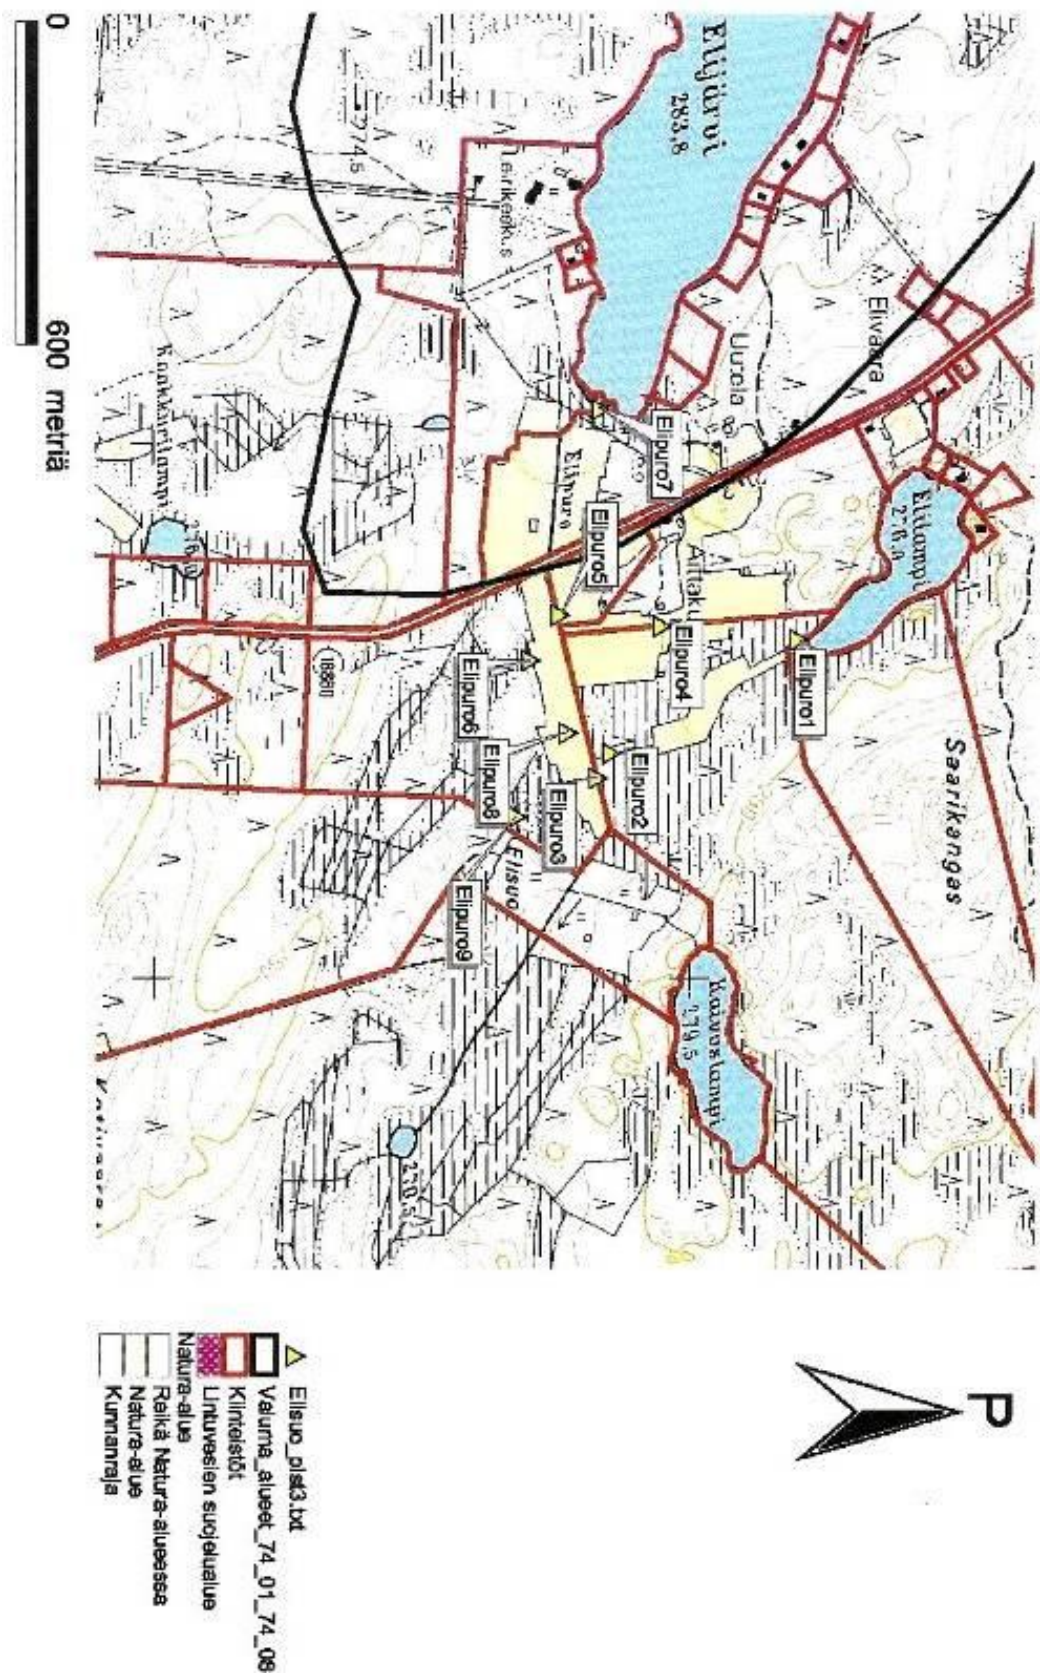 0 600 metriä
Elijärvi
283.8
274.5
Leirikeskus
Elivaara
Uutela
Elipuro
Elilampi
276.0
Saarikangas
Elisuo
Kaivoslampi
279.5
270.5
Elipuro7
Elipuro5
Elipuro4
Elipuro1
Elipuro6
Elipuro8
Elipuro3
Elipuro2
Elipuro9
P
Elisuo_pist3.txt
Valuma_alueet_74_01_74_08
Kiinteistöt
Lintuvesien suojelualue
Natura-alue
Reikä Natura-alueessa
Natura-alue
Kunnanraja